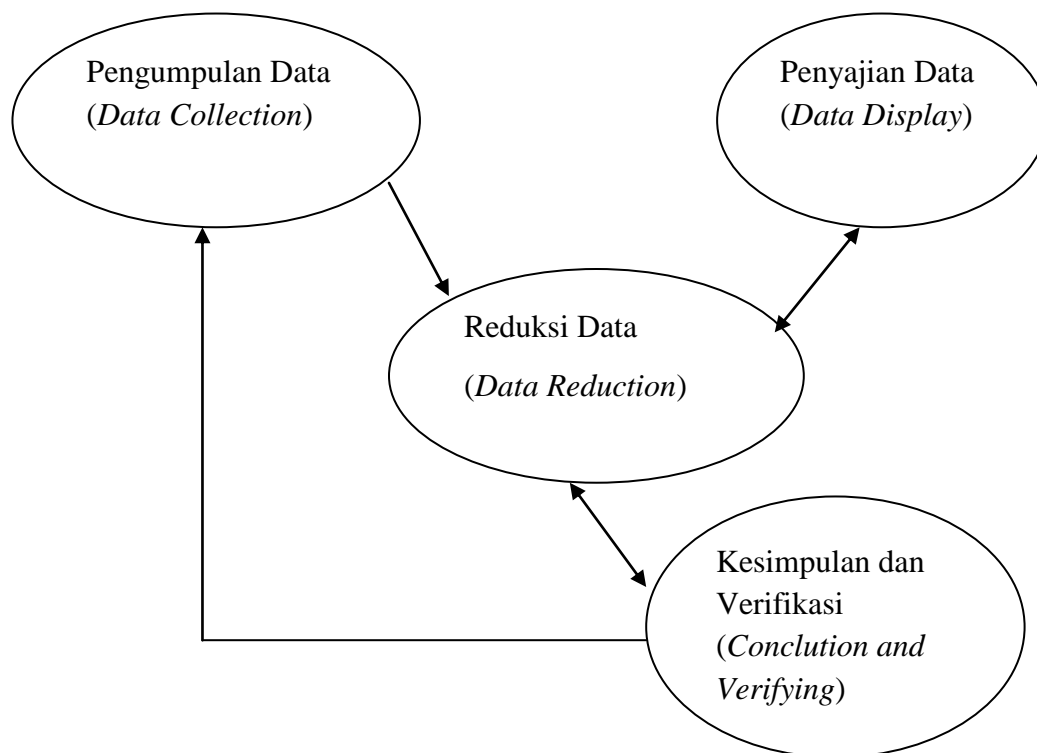 Pengumpulan Data
(Data Collection)
Penyajian Data
(Data Display)
Reduksi Data
(Data Reduction)
Kesimpulan dan
Verifikasi
(Conclution and
Verifying)